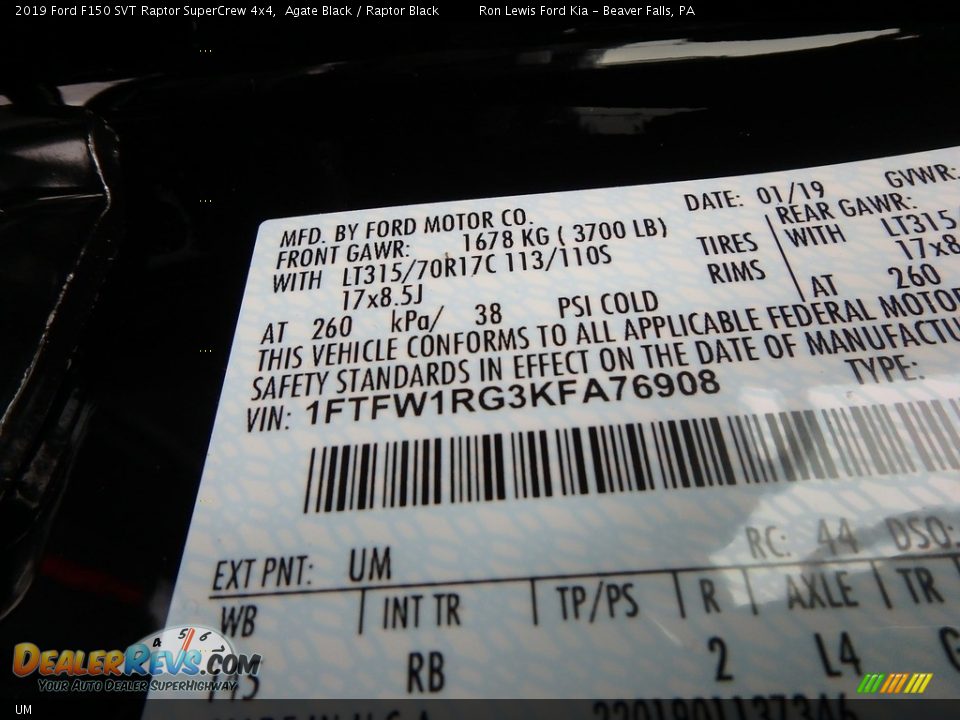 2019 Ford F150 SVT Raptor SuperCrew 4x4, Agate Black / Raptor Black Ron Lewis Ford Kia - Beaver Falls, PA
MFD. BY FORD MOTOR CO. DATE: 01/19 GVWR:
FRONT GAWR: 1678 KG ( 3700 LB) REAR GAWR:
WITH LT315/70R17C 113/110S TIRES WITH LT315/
17x8.5J RIMS 17x8
AT 260 kPa/ 38 PSI COLD AT 260
THIS VEHICLE CONFORMS TO ALL APPLICABLE FEDERAL MOTOR
SAFETY STANDARDS IN EFFECT ON THE DATE OF MANUFACTU
VIN: 1FTFW1RG3KFA76908 TYPE:
EXT PNT: UM RC: 44 DSO:
WB INT TR TP/PS R AXLE TR
145 RB 2 L4 G
4 5 6
DEALERREVS.COM
YOUR AUTO DEALER SUPERHIGHWAY
UM